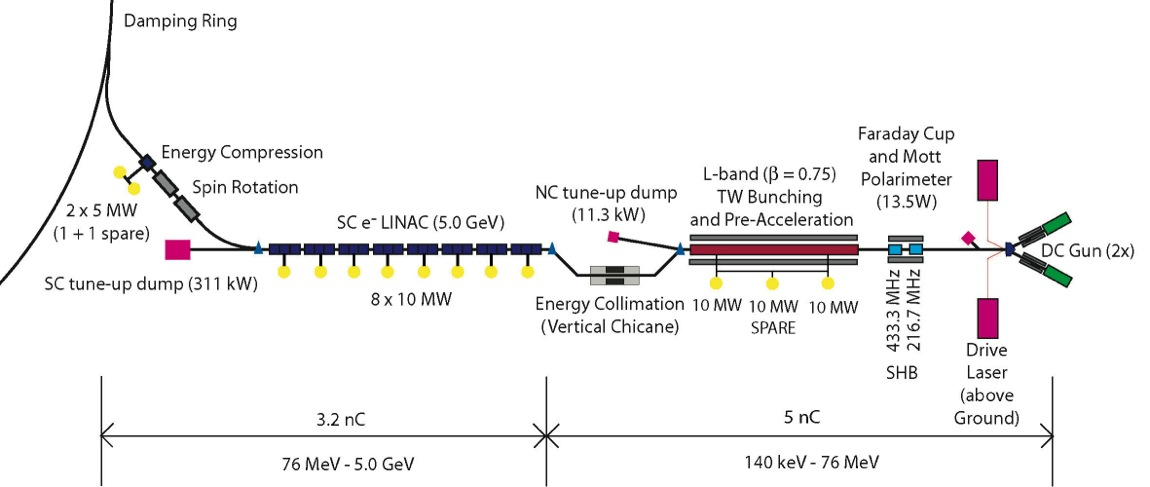 Damping Ring
Energy Compression
Spin Rotation
2 x 5 MW
(1 + 1 spare)
SC tune-up dump (311 kW)
SC e⁻ LINAC (5.0 GeV)
8 x 10 MW
NC tune-up dump
(11.3 kW)
Energy Collimation
(Vertical Chicane)
L-band (β = 0.75)
TW Bunching
and Pre-Acceleration
10 MW
10 MW
10 MW
SPARE
Faraday Cup
and Mott
Polarimeter
(13.5W)
433.3 MHz
216.7 MHz
SHB
DC Gun (2x)
Drive
Laser
(above
Ground)
3.2 nC
5 nC
76 MeV - 5.0 GeV
140 keV - 76 MeV